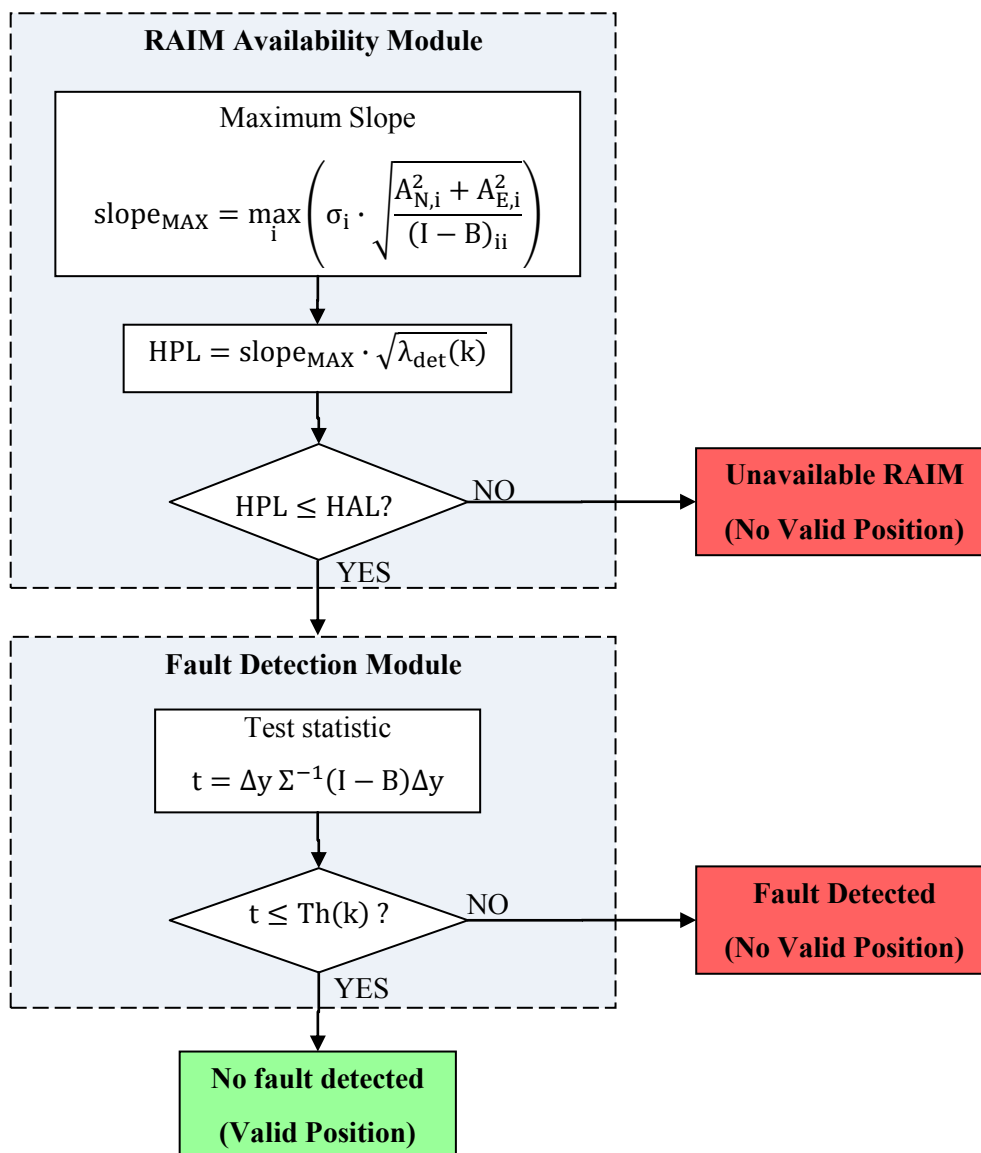 RAIM Availability Module
Maximum Slope
slope_MAX = max_i ( σ_i · √( (A²_N,i + A²_E,i) / (I − B)_ii ) )
HPL = slope_MAX · √(λ_det(k))
HPL ≤ HAL?
NO
Unavailable RAIM
(No Valid Position)
YES
Fault Detection Module
Test statistic
t = Δy Σ⁻¹(I − B)Δy
t ≤ Th(k) ?
NO
Fault Detected
(No Valid Position)
YES
No fault detected
(Valid Position)